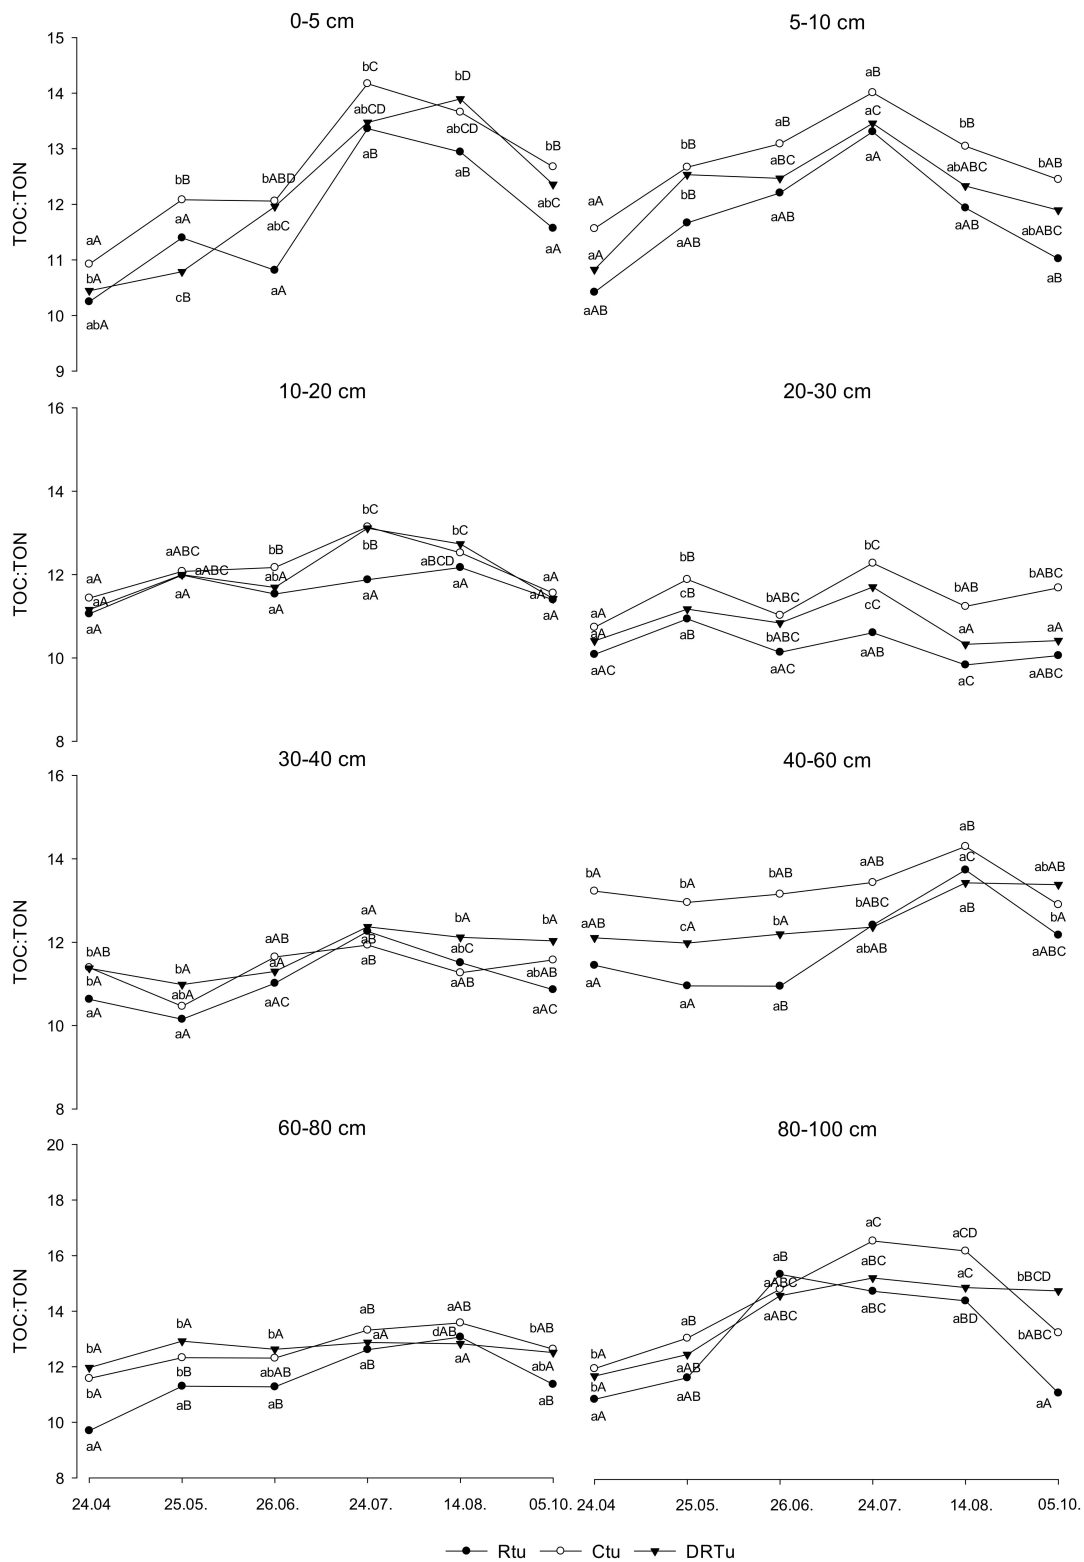 0-5 cm
5-10 cm
15
14
13
12
11
10
9
TOC:TON
aA
bA
abA
bB
aA
cB
bABD
abC
aA
bC
abCD
aB
bD
abCD
aB
bB
abC
aA
aA
aA
aAB
bB
bB
aAB
aB
aBC
aAB
aB
aC
aA
bB
abABC
aAB
bAB
abABC
aB
10-20 cm
20-30 cm
16
14
12
10
8
TOC:TON
aA
aA
aA
aABC
aABC
aA
bB
abA
aA
bC
bB
aA
bC
aBCD
aA
aA
aA
aA
aA
aA
aAC
bB
cB
aB
bABC
bABC
aAC
bC
cC
aAB
bAB
aA
aC
bABC
aA
aABC
30-40 cm
40-60 cm
16
14
12
10
8
TOC:TON
bAB
bA
aA
bA
abA
aA
aAB
aA
aAC
aA
aB
aB
bA
abC
aAB
bA
abAB
aAC
bA
aAB
aA
bA
cA
aA
bAB
bA
aB
aAB
bABC
abAB
aB
aC
aB
abAB
bA
aABC
60-80 cm
80-100 cm
20
18
16
14
12
10
8
TOC:TON
bA
bA
aA
bA
bB
aB
bA
abAB
aB
aB
aA
aB
aAB
dAB
aA
bAB
abA
aB
bA
bA
aA
aB
aAB
aAB
aB
aABC
aABC
aC
aBC
aBC
aCD
aC
aBD
bBCD
bABC
aA
24.04
25.05.
26.06.
24.07.
14.08.
05.10.
24.04
25.05.
26.06.
24.07.
14.08.
05.10.
Rtu Ctu DRTu